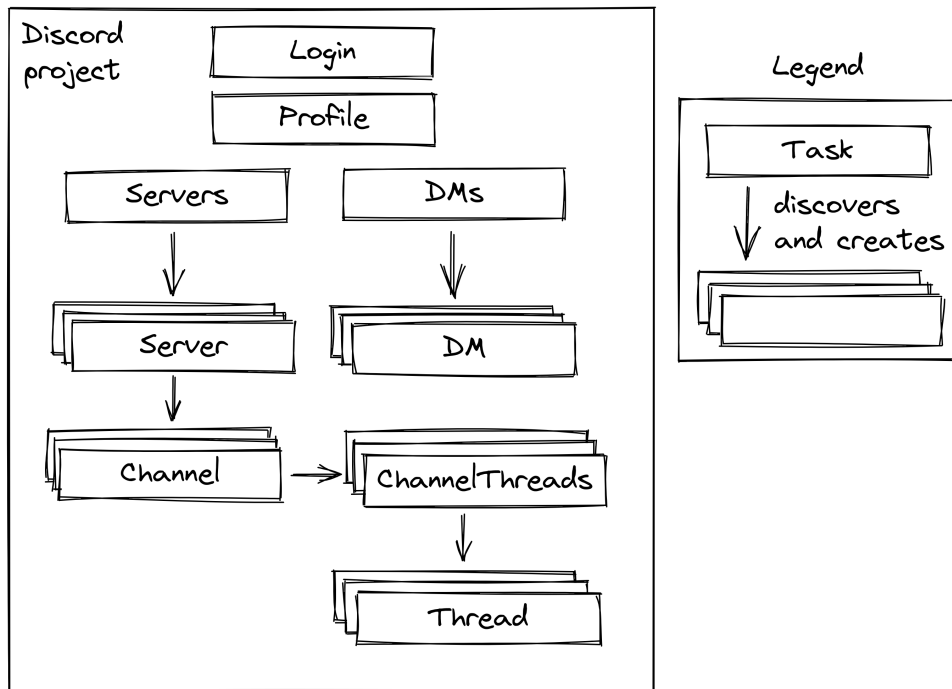 Discord
project
Login
Profile
Servers
DMs
Server
DM
Channel
ChannelThreads
Thread
Legend
Task
discovers
and creates